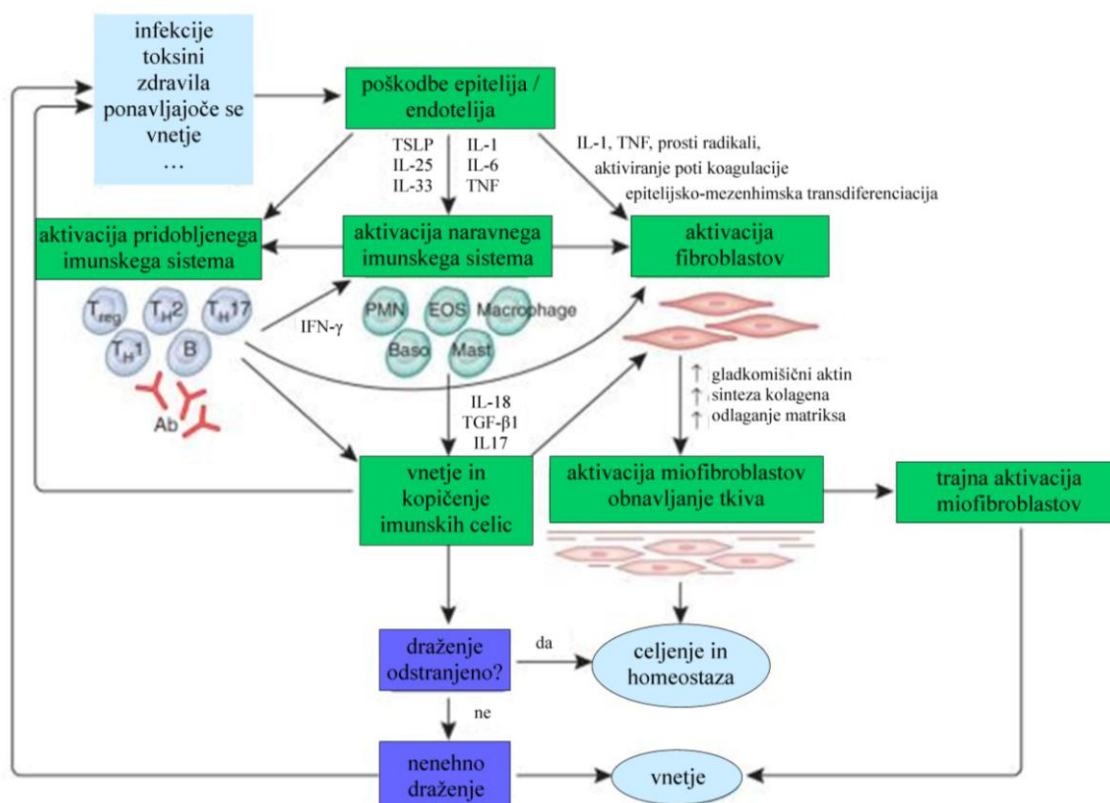 infekcije
toksini
zdravila
ponavljajoče se
vnetje
...
poškodbe epitelija /
endotelija
TSLP
IL-25
IL-33
IL-1
IL-6
TNF
IL-1, TNF, prosti radikali,
aktiviranje poti koagulacije
epitelijsko-mezenhimska transdiferenciacija
aktivacija pridobljenega
imunskega sistema
aktivacija naravnega
imunskega sistema
aktivacija
fibroblastov
Treg
TH2
TH17
TH1
B
Ab
IFN-γ
PMN
EOS
Macrophage
Baso
Mast
IL-18
TGF-β1
IL17
↑ gladkomišični aktin
↑ sinteza kolagena
↑ odlaganje matriksa
vnetje in
kopičenje
imunskih celic
aktivacija miofibroblastov
obnavljanje tkiva
trajna aktivacija
miofibroblastov
draženje
odstranjeno?
da
celjenje in
homeostaza
ne
nenehno
draženje
vnetje